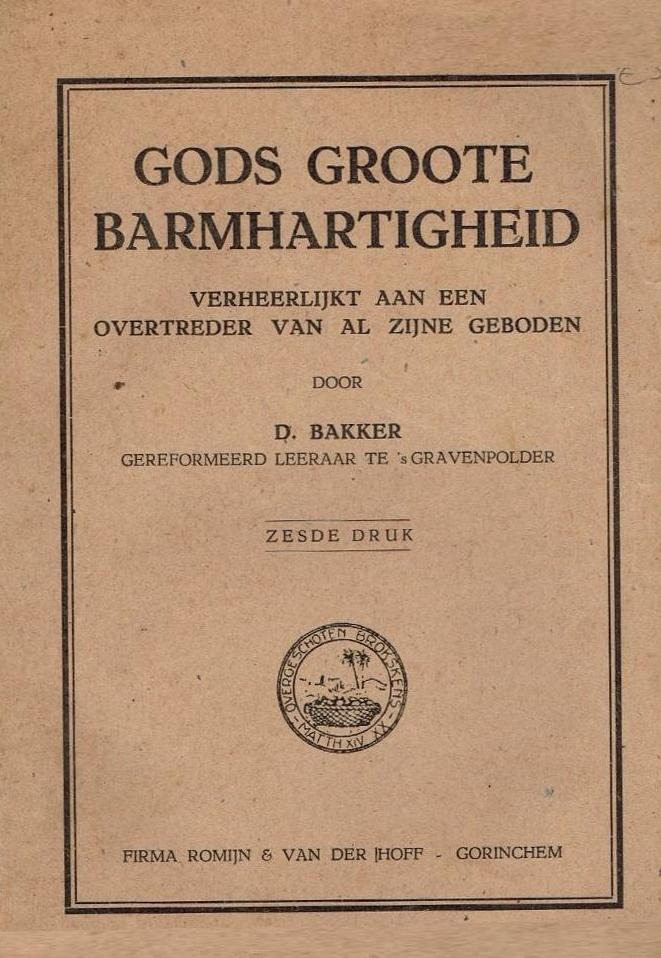 GODS GROOTE
BARMHARTIGHEID
VERHEERLIJKT AAN EEN
OVERTREDER VAN AL ZIJNE GEBODEN
DOOR
D. BAKKER
GEREFORMEERD LEERAAR TE 's GRAVENPOLDER
ZESDE DRUK
OVERGESCHOTEN BROKSKENS
MATTH XIV XX
FIRMA ROMIJN & VAN DER HOFF - GORINCHEM